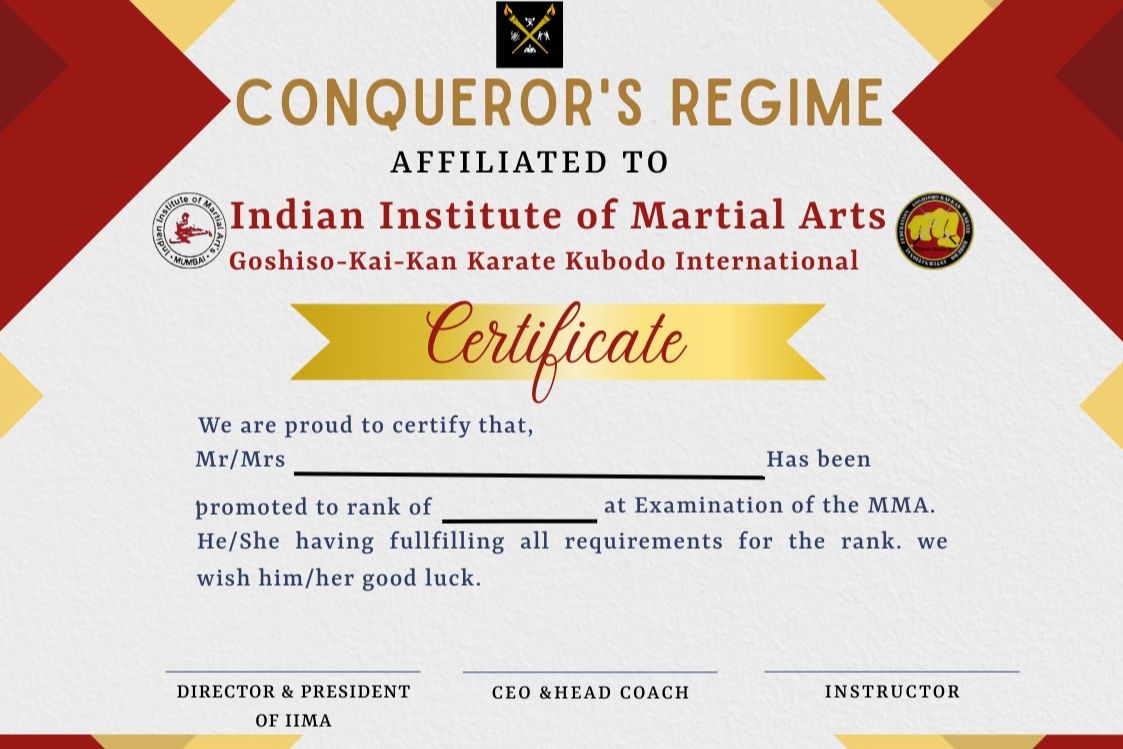 CONQUEROR'S REGIME
AFFILIATED TO
Indian Institute of Martial Arts
Indian Institute of Martial Art's
MUMBAI
Goshiso-Kai-Kan Karate Kubodo International
Certificate
We are proud to certify that,
Mr/Mrs Has been
promoted to rank of at Examination of the MMA.
He/She having fullfilling all requirements for the rank. we
wish him/her good luck.
DIRECTOR & PRESIDENT
OF IIMA
CEO &HEAD COACH
INSTRUCTOR